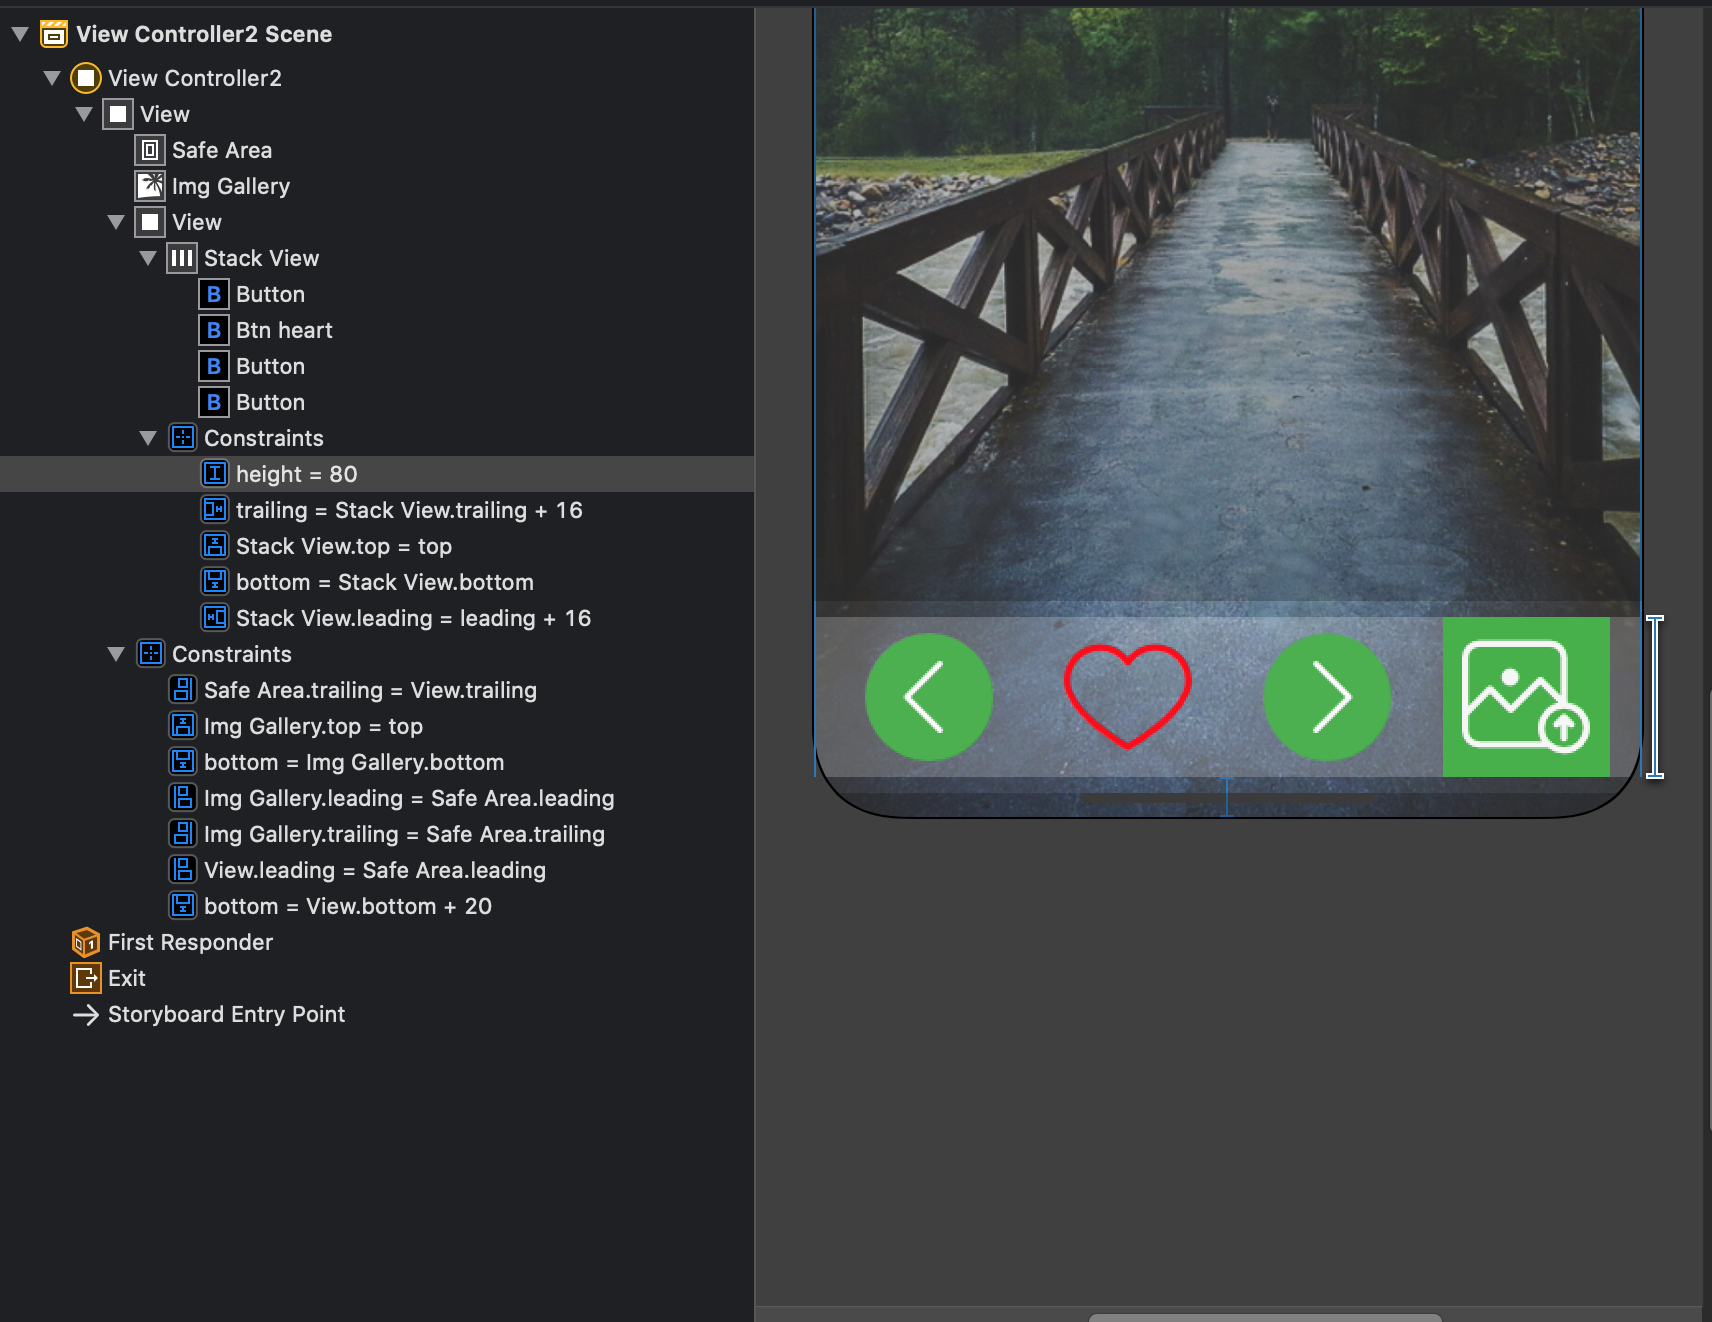 View Controller2 Scene
View Controller2
View
Safe Area
Img Gallery
View
Stack View
B Button
B Btn heart
B Button
B Button
Constraints
height = 80
trailing = Stack View.trailing + 16
Stack View.top = top
bottom = Stack View.bottom
Stack View.leading = leading + 16
Constraints
Safe Area.trailing = View.trailing
Img Gallery.top = top
bottom = Img Gallery.bottom
Img Gallery.leading = Safe Area.leading
Img Gallery.trailing = Safe Area.trailing
View.leading = Safe Area.leading
bottom = View.bottom + 20
1 First Responder
Exit
Storyboard Entry Point